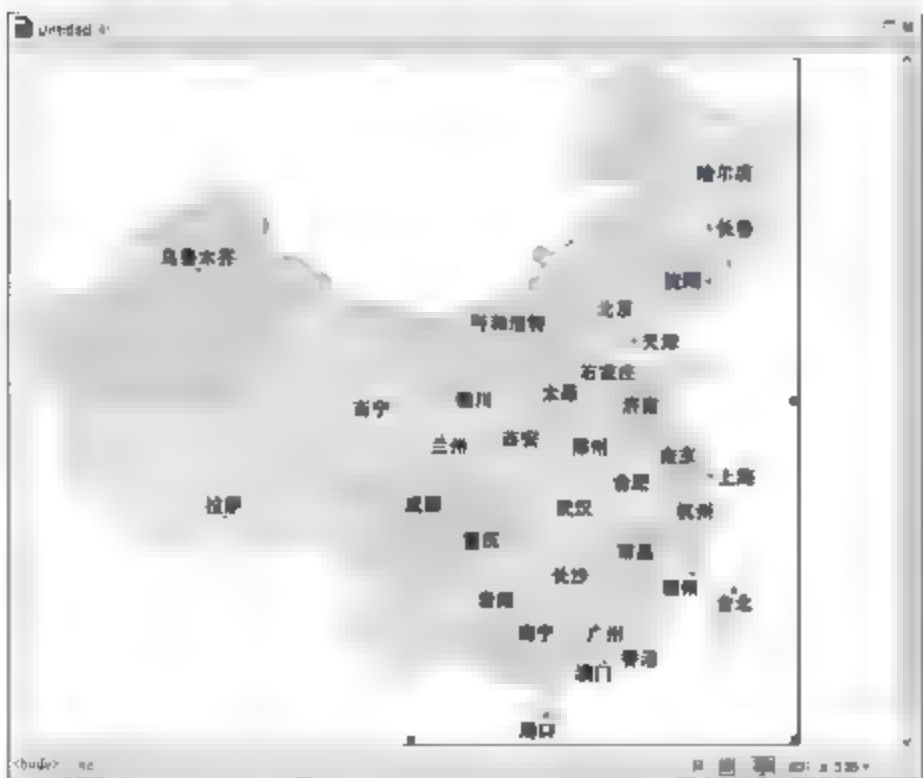 哈尔滨
长春
乌鲁木齐
沈阳
北京
呼和浩特
天津
石家庄
太原
银川
济南
西宁
西安
郑州
兰州
南京
上海
合肥
拉萨
成都
武汉
杭州
重庆
南昌
长沙
福州
贵阳
台北
南宁
广州
香港
澳门
海口
<body>